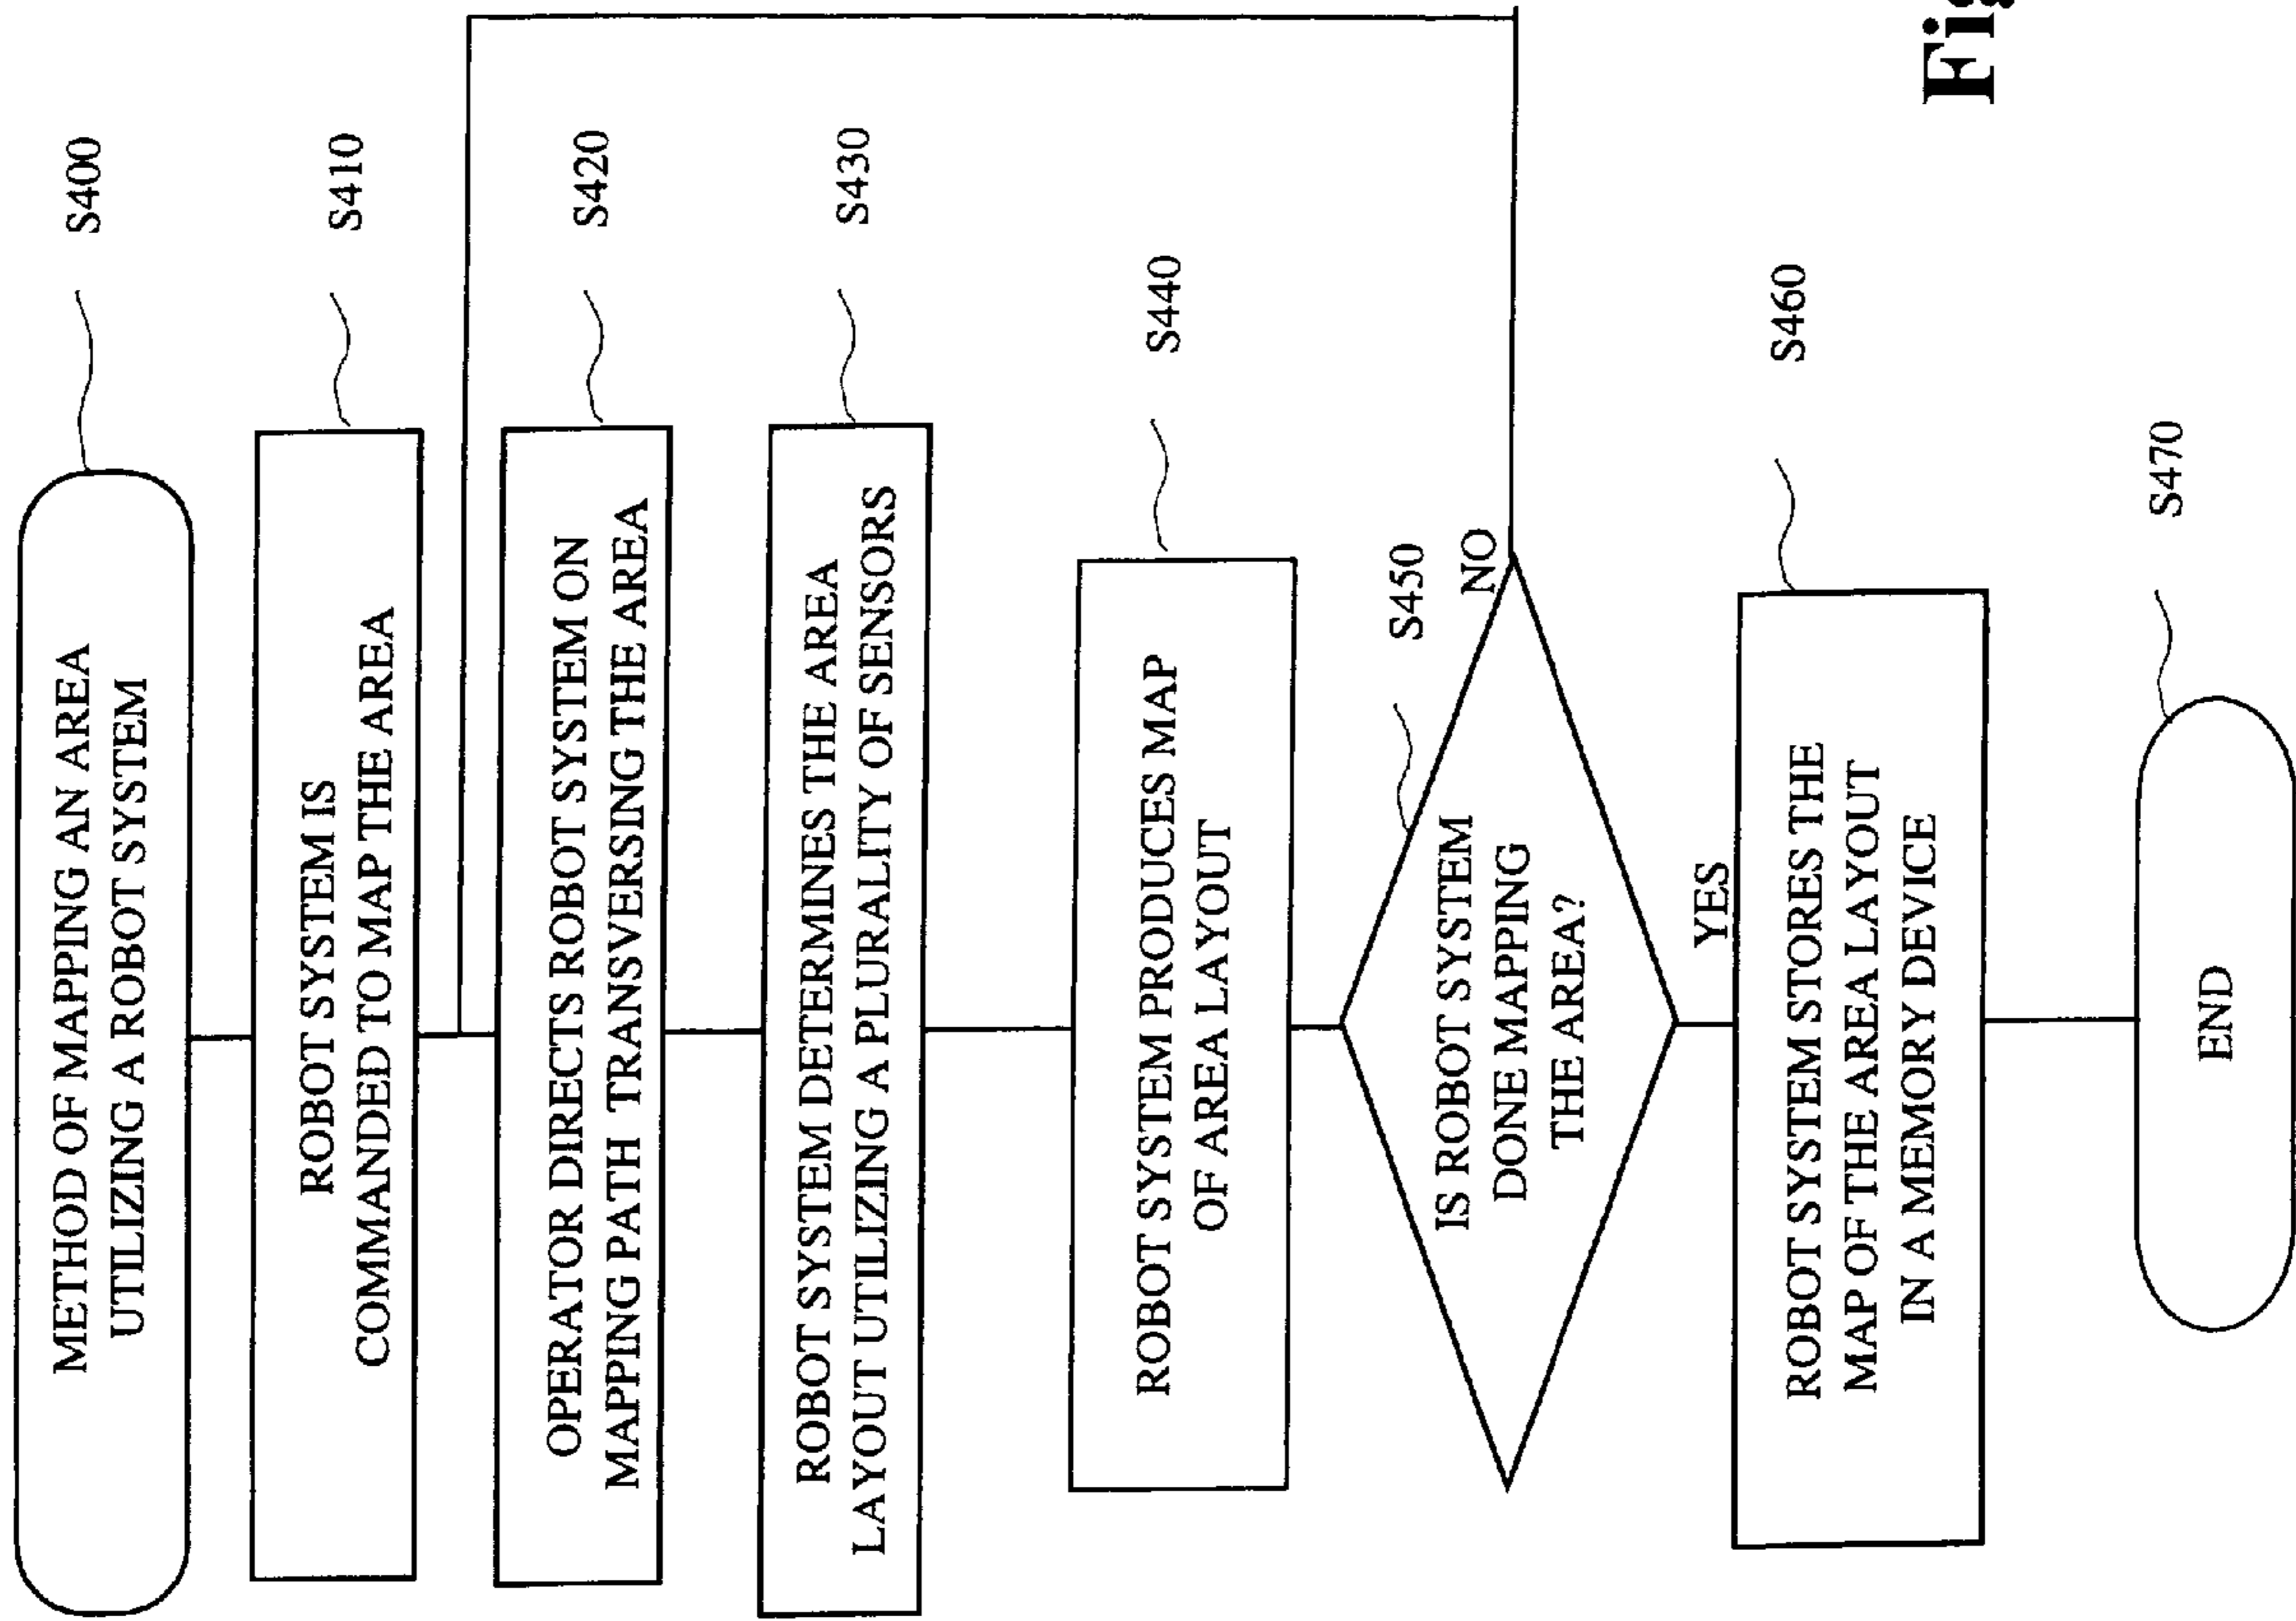 METHOD OF MAPPING AN AREA
UTILIZING A ROBOT SYSTEM
S400
ROBOT SYSTEM IS
COMMANDED TO MAP THE AREA
S410
OPERATOR DIRECTS ROBOT SYSTEM ON
MAPPING PATH TRANSVERSING THE AREA
S420
ROBOT SYSTEM DETERMINES THE AREA
LAYOUT UTILIZING A PLURALITY OF SENSORS
S430
ROBOT SYSTEM PRODUCES MAP
OF AREA LAYOUT
S440
IS ROBOT SYSTEM
DONE MAPPING
THE AREA?
S450
NO
YES
ROBOT SYSTEM STORES THE
MAP OF THE AREA LAYOUT
IN A MEMORY DEVICE
S460
END
S470